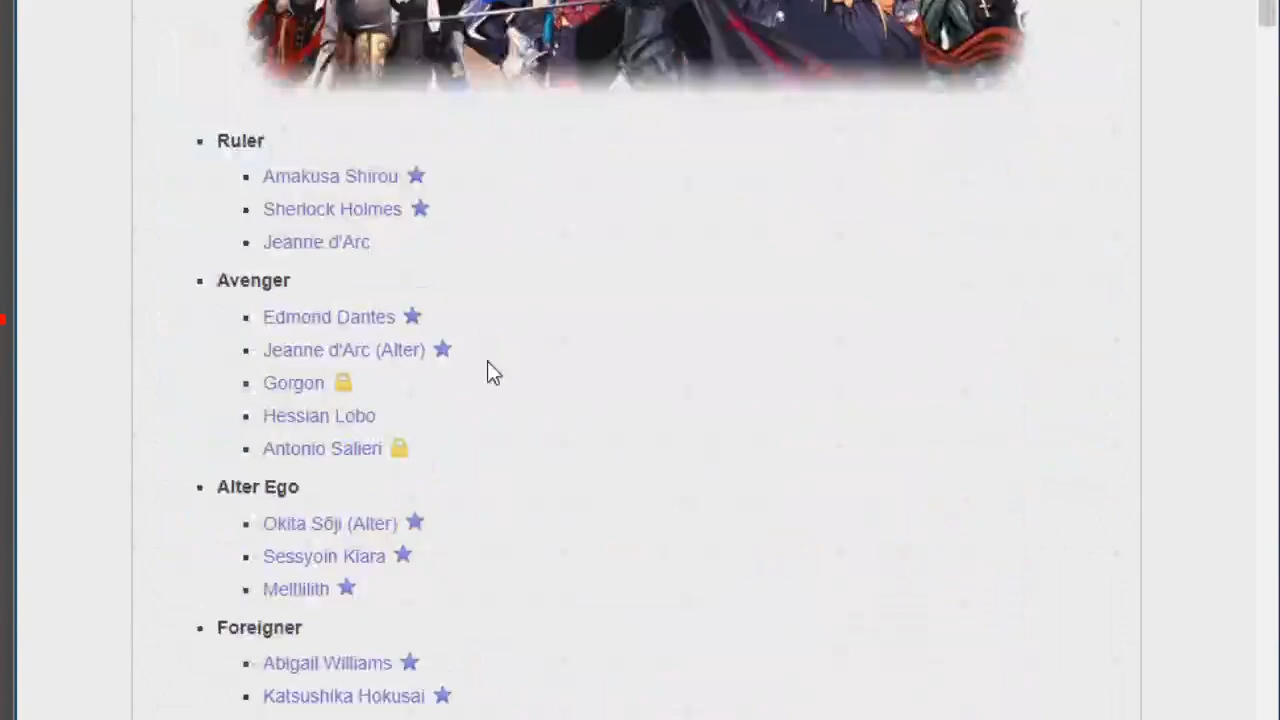 Ruler
Amakusa Shirou
Sherlock Holmes
Jeanne d'Arc
Avenger
Edmond Dantes
Jeanne d'Arc (Alter)
Gorgon
Hessian Lobo
Antonio Salieri
Alter Ego
Okita Sōji (Alter)
Sessyoin Kiara
Meltlilith
Foreigner
Abigail Williams
Katsushika Hokusai